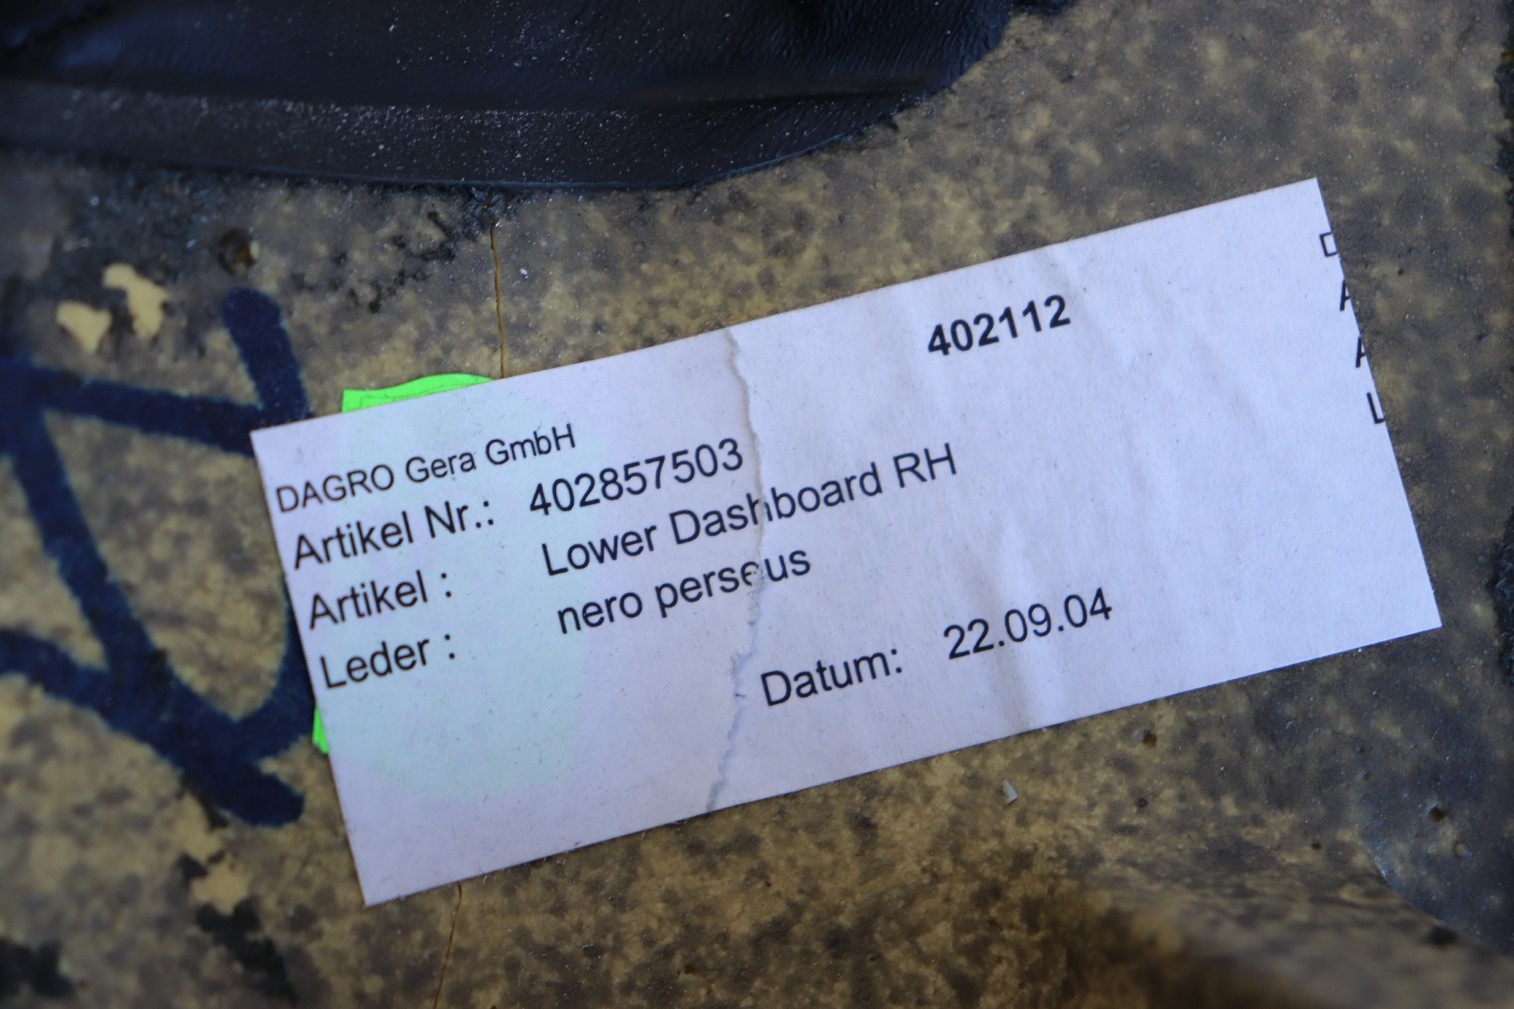 402112
DAGRO Gera GmbH
Artikel Nr.: 402857503
Artikel : Lower Dashboard RH
Leder : nero perseus
Datum: 22.09.04